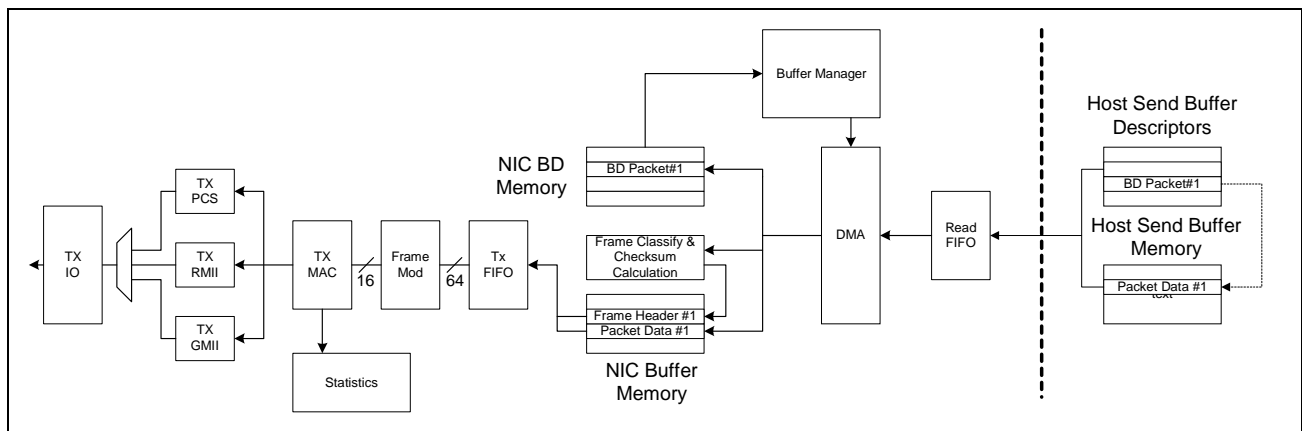 Buffer Manager
Host Send Buffer
Descriptors
NIC BD
Memory
BD Packet#1
BD Packet#1
TX
PCS
Host Send Buffer
Memory
TX
IO
TX
RMII
TX
MAC
16
Frame
Mod
64
Tx
FIFO
Frame Classify &
Checksum
Calculation
DMA
Read
FIFO
Packet Data #1
text
Frame Header #1
Packet Data #1
TX
GMII
NIC Buffer
Memory
Statistics